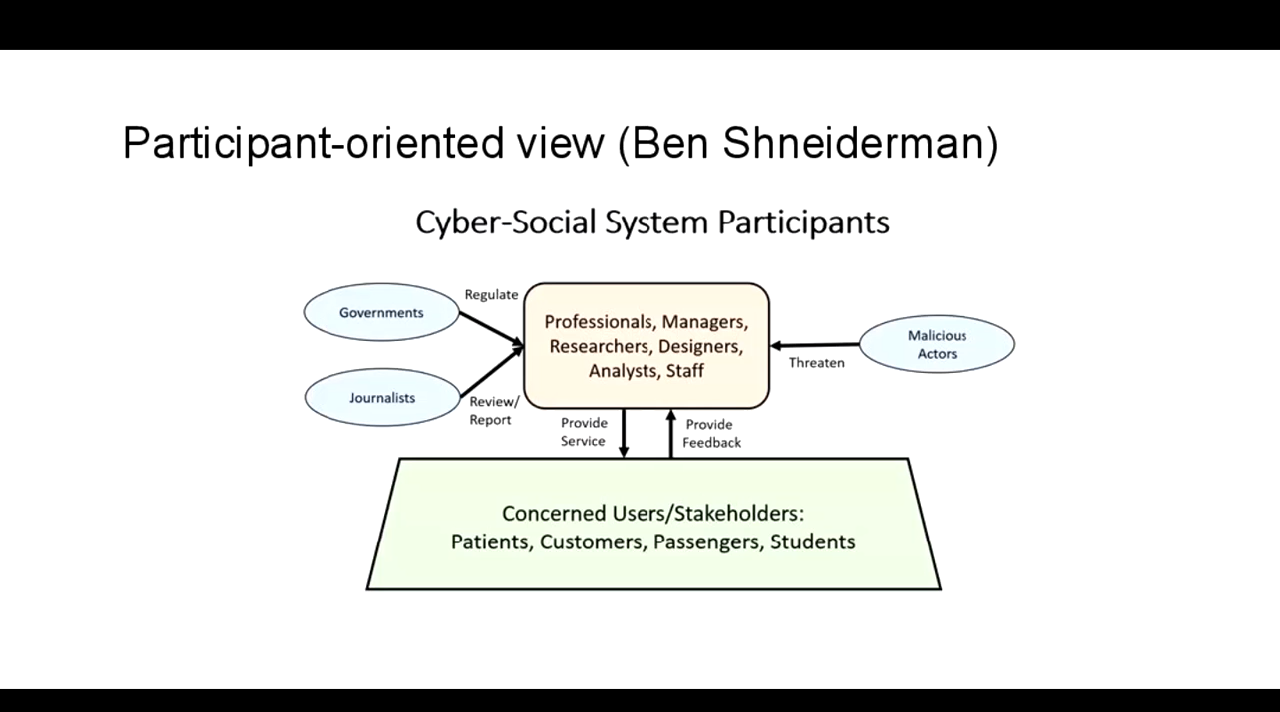 Participant-oriented view (Ben Shneiderman)
Cyber-Social System Participants
Governments
Regulate
Journalists
Review/
Report
Professionals, Managers,
Researchers, Designers,
Analysts, Staff
Threaten
Malicious
Actors
Provide
Service
Provide
Feedback
Concerned Users/Stakeholders:
Patients, Customers, Passengers, Students